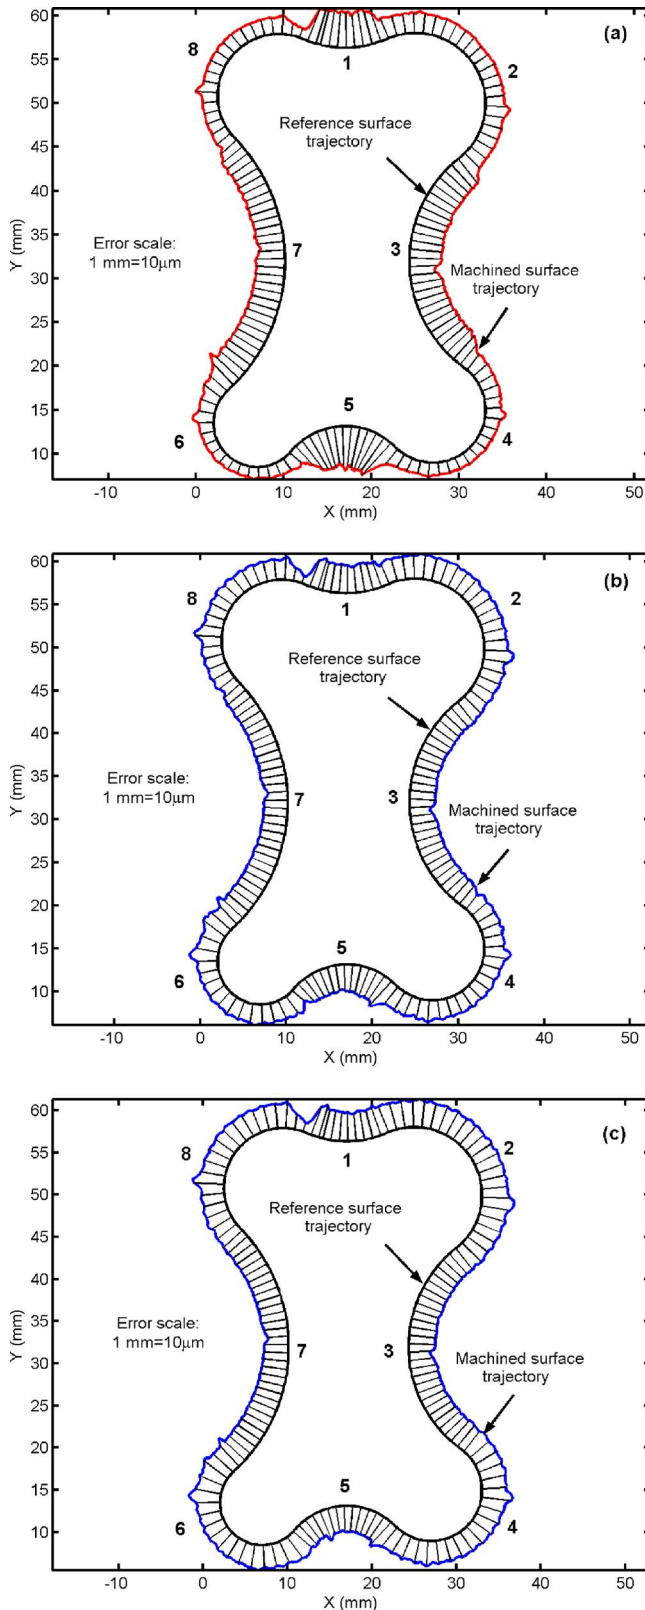 60
(a)
8
55
1
2
50
Reference surface
trajectory
45
40
Y (mm)
35
Error scale:
1 mm=10μm
7
3
30
Machined surface
trajectory
25
20
5
15
6
4
10
-10
0
10
20
30
40
50
X (mm)
60
(b)
8
55
1
2
50
Reference surface
trajectory
45
40
Y (mm)
35
Error scale:
1 mm=10μm
7
3
30
Machined surface
trajectory
25
20
5
15
6
4
10
-10
0
10
20
30
40
50
X (mm)
60
(c)
8
55
1
2
50
Reference surface
trajectory
45
40
Y (mm)
35
Error scale:
1 mm=10μm
7
3
30
Machined surface
trajectory
25
20
5
15
6
4
10
-10
0
10
20
30
40
50
X (mm)